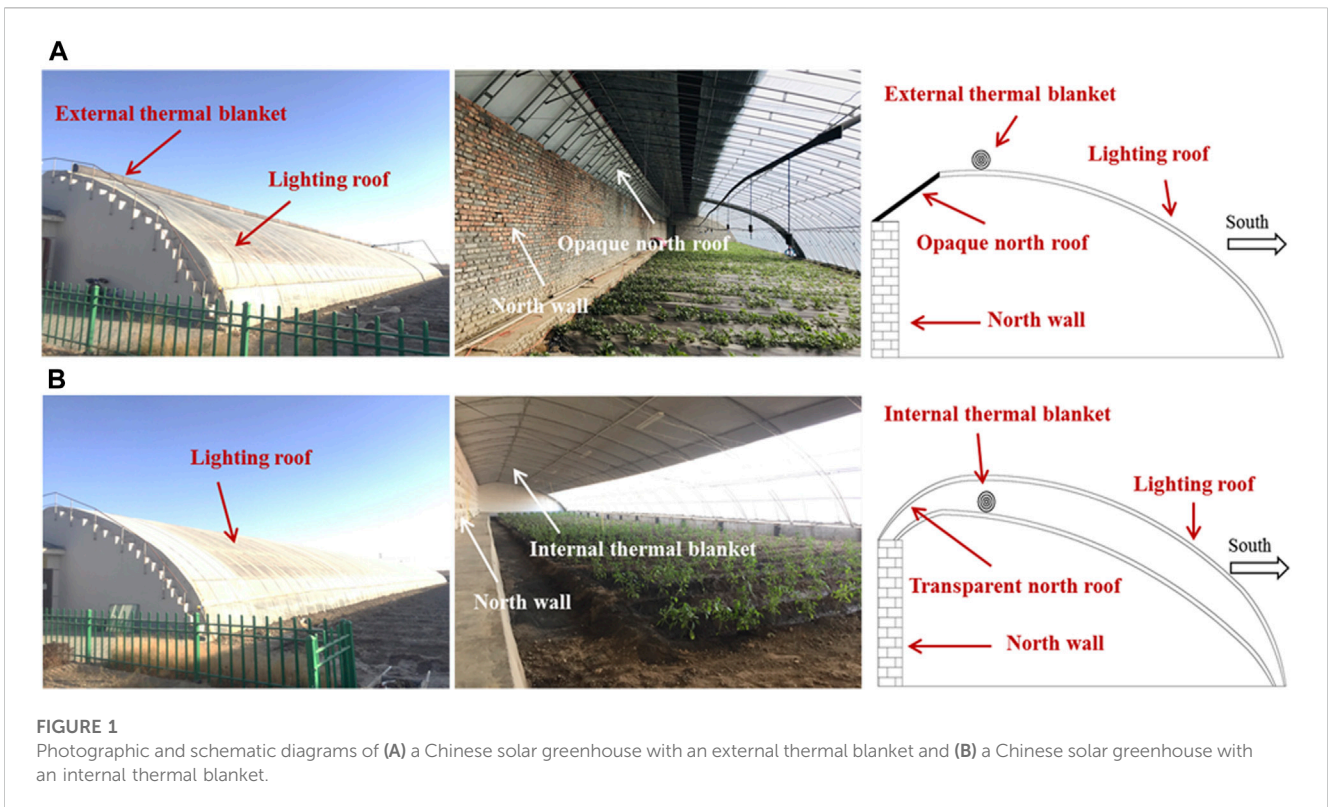 A
External thermal blanket
Lighting roof
Opaque north roof
North wall
External thermal blanket
Lighting roof
South
Opaque north roof
North wall
B
Lighting roof
Internal thermal blanket
North wall
Internal thermal blanket
Lighting roof
South
Transparent north roof
North wall
FIGURE 1
Photographic and schematic diagrams of (A) a Chinese solar greenhouse with an external thermal blanket and (B) a Chinese solar greenhouse with
an internal thermal blanket.